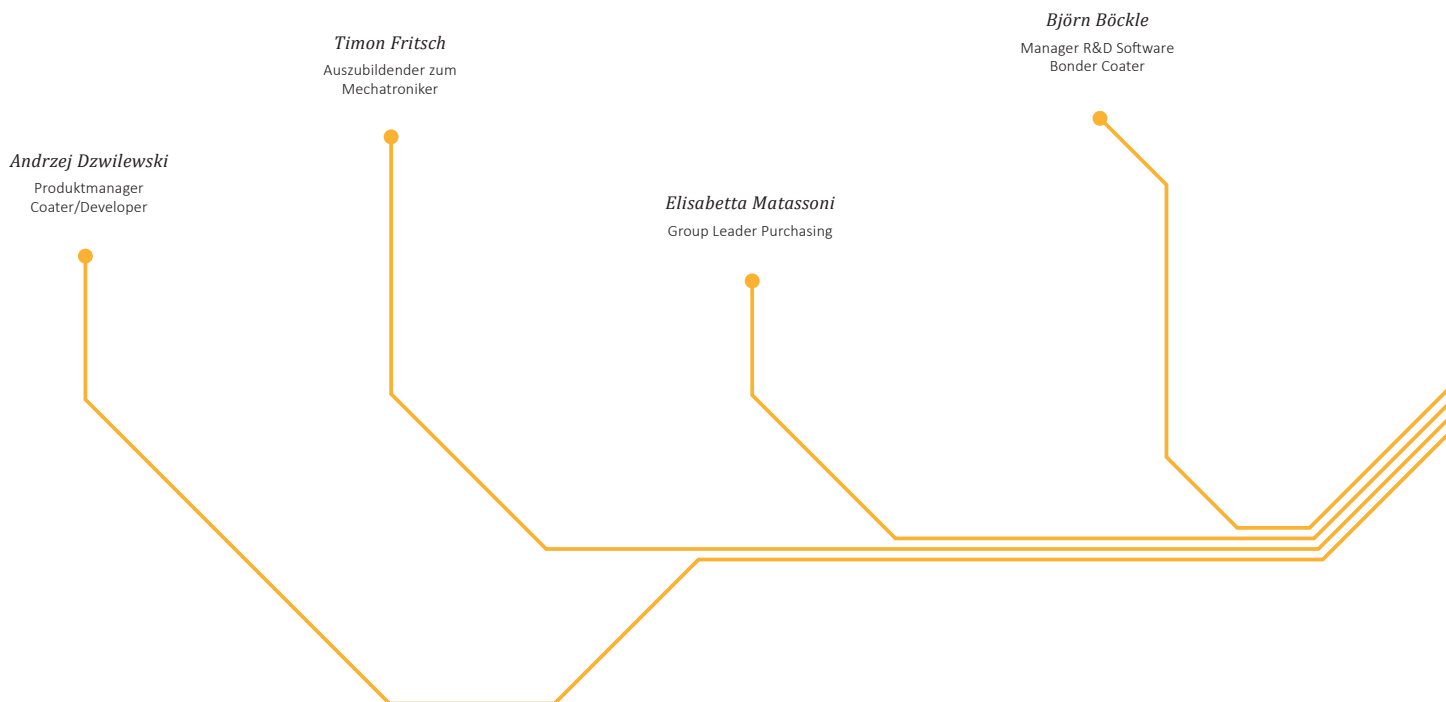 Björn Böckle
Manager R&D Software
Bonder Coater
Timon Fritsch
Auszubildender zum
Mechatroniker
Andrzej Dzwilewski
Produktmanager
Coater/Developer
Elisabetta Matassoni
Group Leader Purchasing